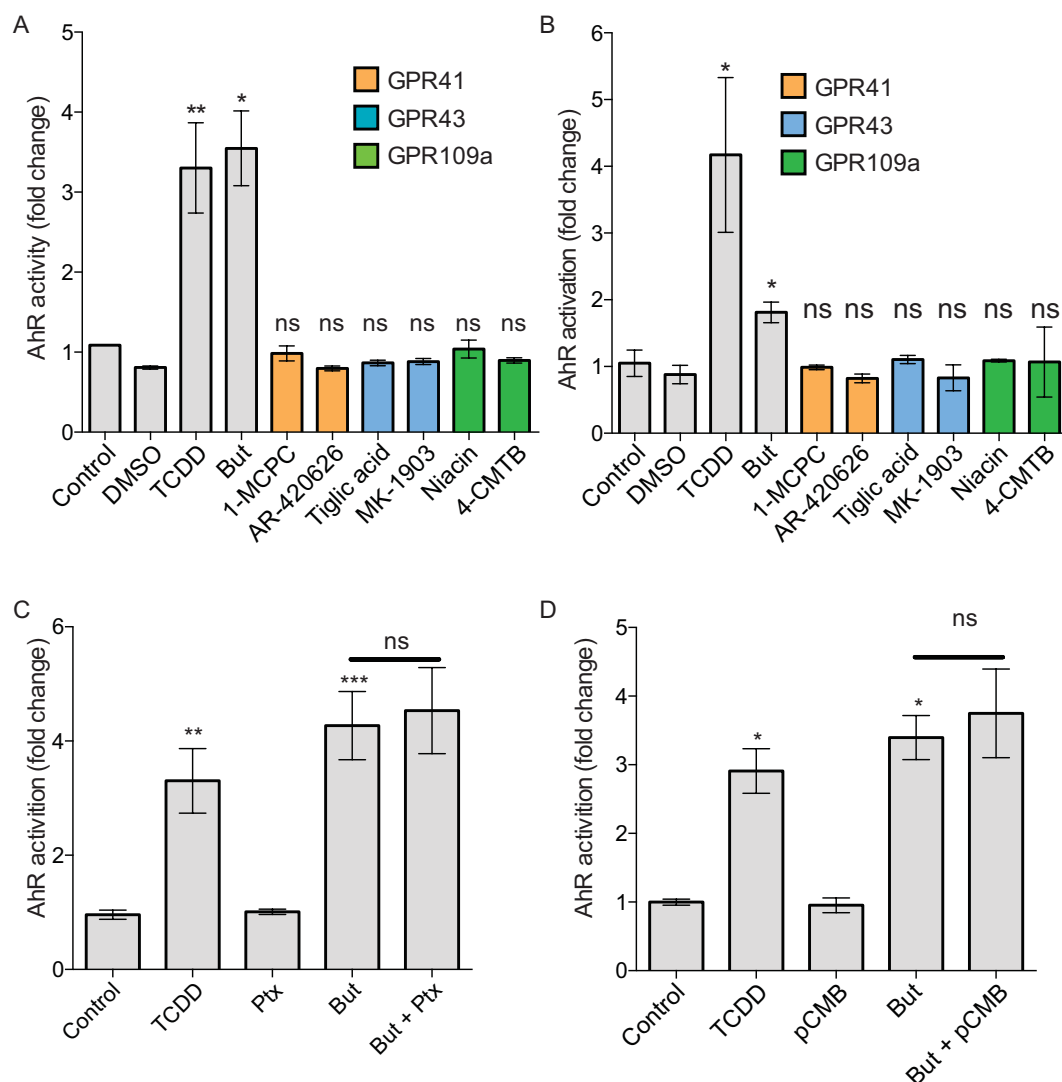 A
AhR activity (fold change)
5
4
3
2
1
0
** *
GPR41
GPR43
GPR109a
ns ns ns ns ns ns
Control
DMSO
TCDD
But
1-MCPC
AR-420626
Tiglic acid
MK-1903
Niacin
4-CMTB
B
AhR activation (fold change)
6
5
4
3
2
1
0
*
*
GPR41
GPR43
GPR109a
ns ns ns ns ns ns
Control
DMSO
TCDD
But
1-MCPC
AR-420626
Tiglic acid
MK-1903
Niacin
4-CMTB
C
AhR activition (fold change)
6
4
2
0
**
***
ns
Control
TCDD
Ptx
But
But + Ptx
D
AhR activition (fold change)
5
4
3
2
1
0
*
*
ns
Control
TCDD
pCMB
But
But + pCMB